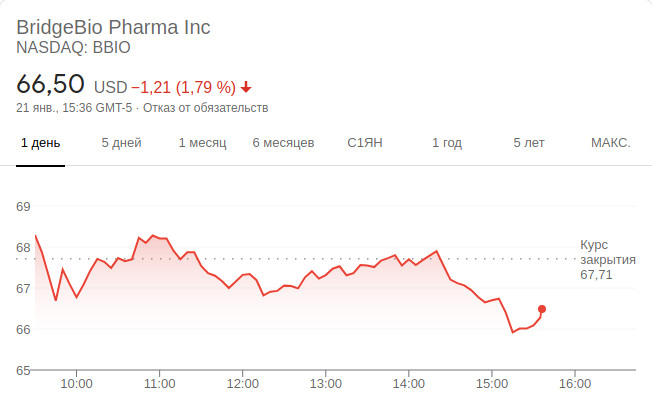 BridgeBio Pharma Inc
NASDAQ: BBIO
66,50 USD −1,21 (1,79 %)
21 янв., 15:36 GMT-5 · Отказ от обязательств
1 день 5 дней 1 месяц 6 месяцев С1ЯН 1 год 5 лет МАКС.
69
68
67
66
65
Курс
закрытия
67,71
10:00 11:00 12:00 13:00 14:00 15:00 16:00